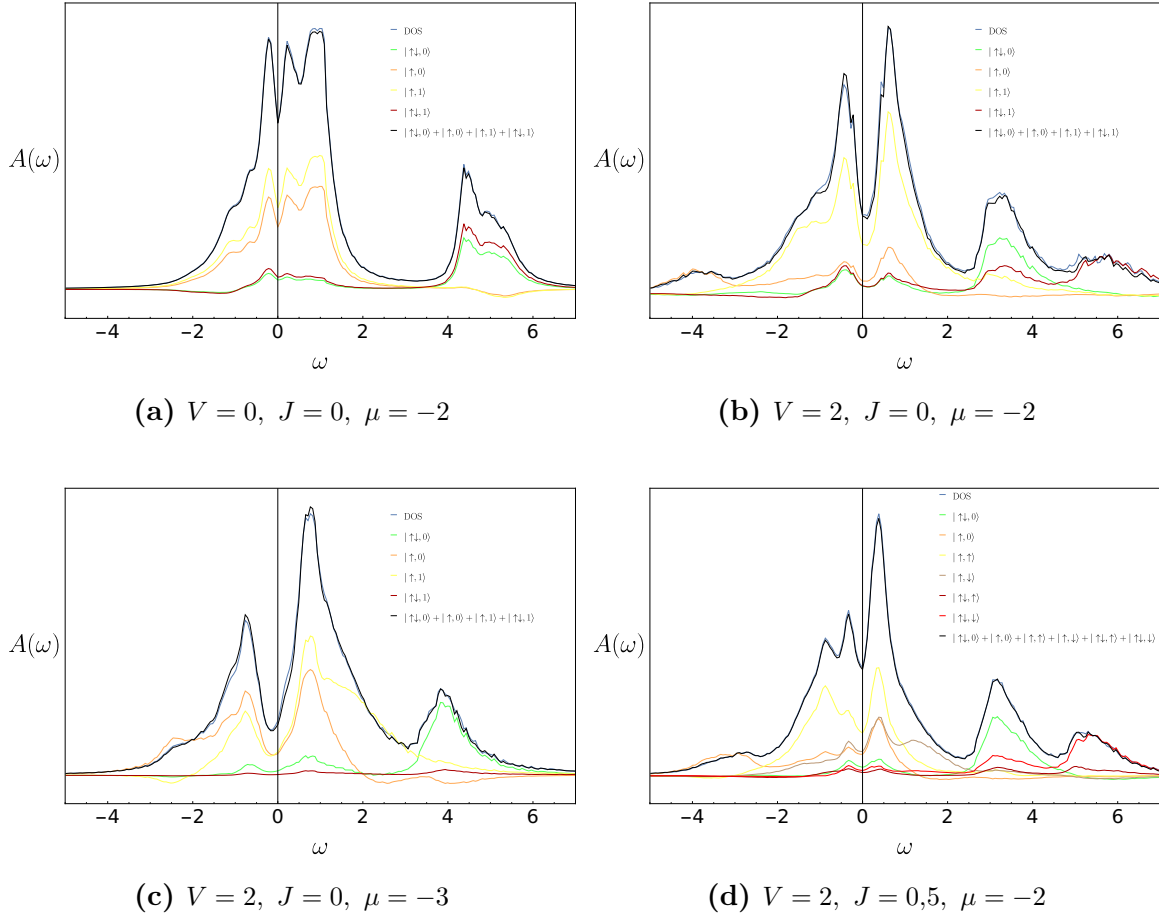 A(ω)
DOS
| ↑↓, 0⟩
| ↑, 0⟩
| ↑, 1⟩
| ↑↓, 1⟩
| ↑↓, 0⟩ + | ↑, 0⟩ + | ↑, 1⟩ + | ↑↓, 1⟩
−4 −2 0 2 4 6
ω
(a) V = 0, J = 0, μ = −2
A(ω)
DOS
| ↑↓, 0⟩
| ↑, 0⟩
| ↑, 1⟩
| ↑↓, 1⟩
| ↑↓, 0⟩ + | ↑, 0⟩ + | ↑, 1⟩ + | ↑↓, 1⟩
−4 −2 0 2 4 6
ω
(b) V = 2, J = 0, μ = −2
A(ω)
DOS
| ↑↓, 0⟩
| ↑, 0⟩
| ↑, 1⟩
| ↑↓, 1⟩
| ↑↓, 0⟩ + | ↑, 0⟩ + | ↑, 1⟩ + | ↑↓, 1⟩
−4 −2 0 2 4 6
ω
(c) V = 2, J = 0, μ = −3
A(ω)
DOS
| ↑↓, 0⟩
| ↑, 0⟩
| ↑, ↑⟩
| ↑, ↓⟩
| ↑↓, ↑⟩
| ↑↓, ↓⟩
| ↑↓, 0⟩ + | ↑, 0⟩ + | ↑, ↑⟩ + | ↑, ↓⟩ + | ↑↓, ↑⟩ + | ↑↓, ↓⟩
−4 −2 0 2 4 6
ω
(d) V = 2, J = 0,5, μ = −2